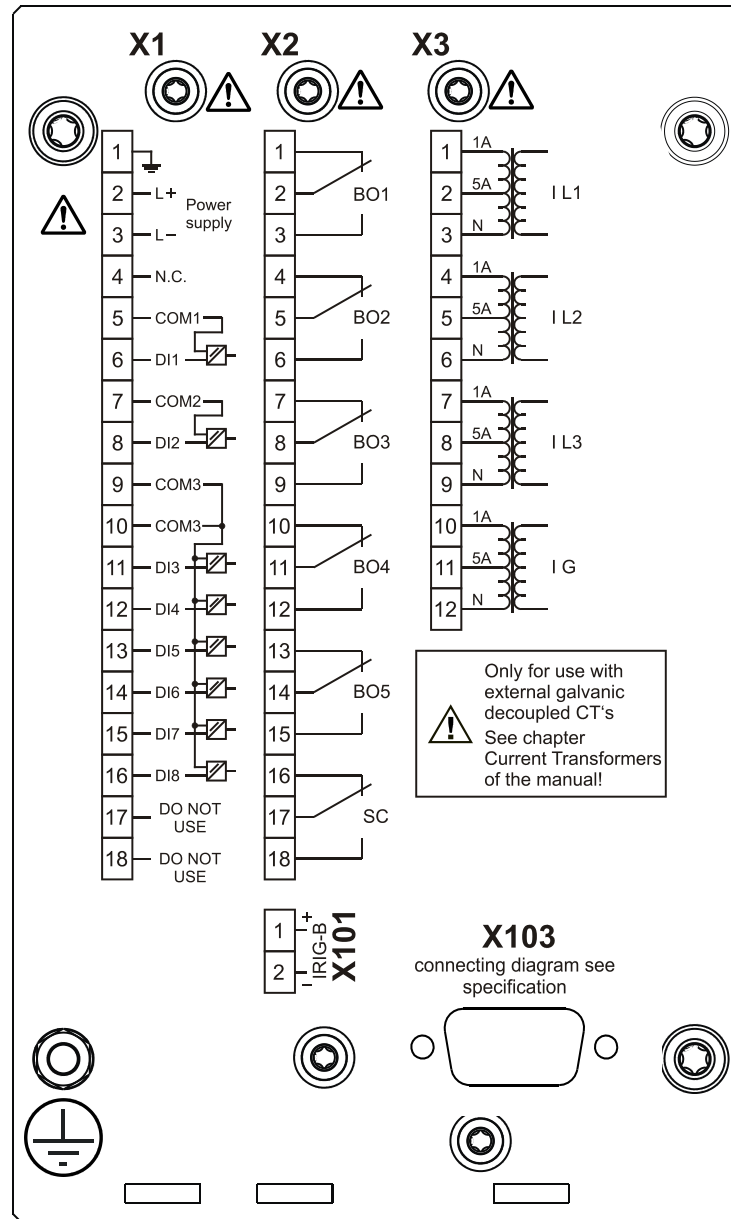 X1 X2 X3
1
2 L+
3 L−
Power
supply
4 N.C.
5 COM1
6 DI1
7 COM2
8 DI2
9 COM3
10 COM3
11 DI3
12 DI4
13 DI5
14 DI6
15 DI7
16 DI8
17 DO NOT
USE
18 DO NOT
USE
1
2 BO1
3
4
5 BO2
6
7
8 BO3
9
10
11 BO4
12
13
14 BO5
15
16
17 SC
18
1 1A
2 5A I L1
3 N
4 1A
5 5A I L2
6 N
7 1A
8 5A I L3
9 N
10 1A
11 5A I G
12 N
Only for use with
external galvanic
decoupled CT‘s
See chapter
Current Transformers
of the manual!
1 +
2 −
IRIG-B
X101
X103
connecting diagram see
specification